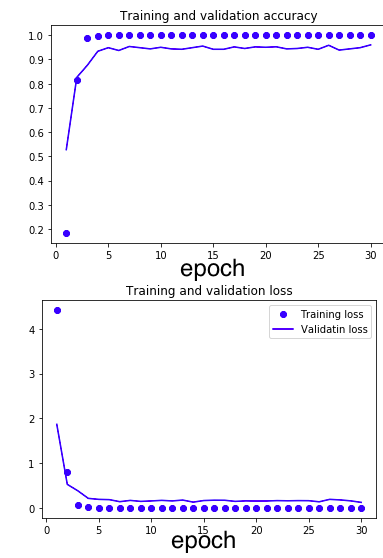 Training and validation accuracy
1.0
0.9
0.8
0.7
0.6
0.5
0.4
0.3
0.2
0 5 10 15 20 25 30
epoch
Training and validation loss
Training loss
Validatin loss
4
3
2
1
0
0 5 10 15 20 25 30
epoch